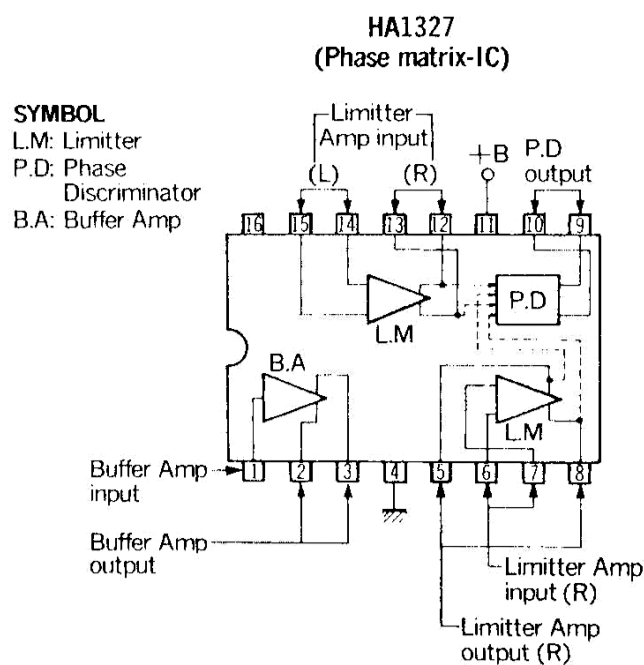 HA1327
(Phase matrix-IC)
SYMBOL
L.M: Limitter
P.D: Phase
Discriminator
B.A: Buffer Amp
Limitter
Amp input
(L)
(R)
+B
P.D
output
16
15
14
13
12
11
10
9
L.M
P.D
B.A
L.M
1
2
3
4
5
6
7
8
Buffer Amp
input
Buffer Amp
output
Limitter Amp
input (R)
Limitter Amp
output (R)